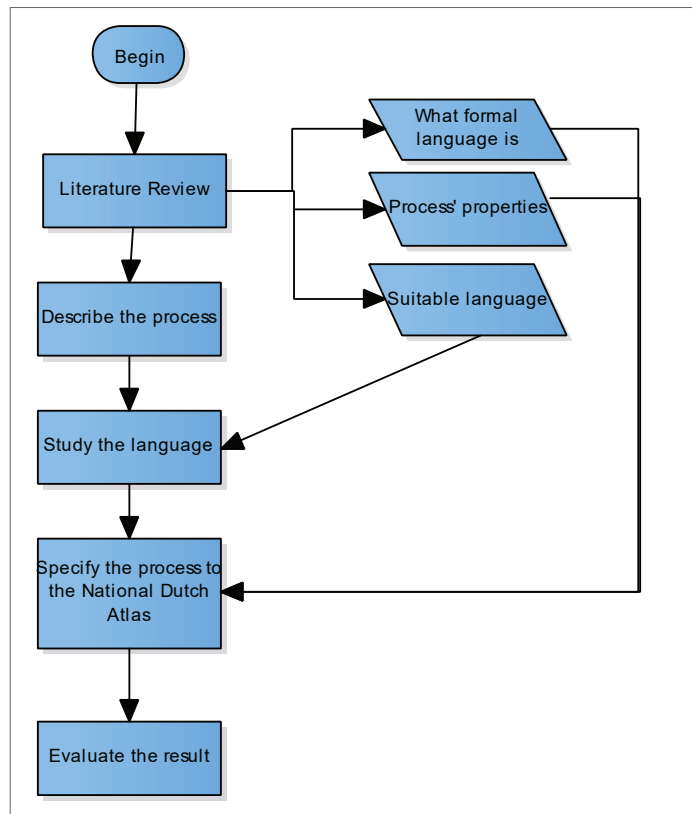 Begin
What formal
language is
Literature Review
Process' properties
Suitable language
Describe the process
Study the language
Specify the process to
the National Dutch
Atlas
Evaluate the result